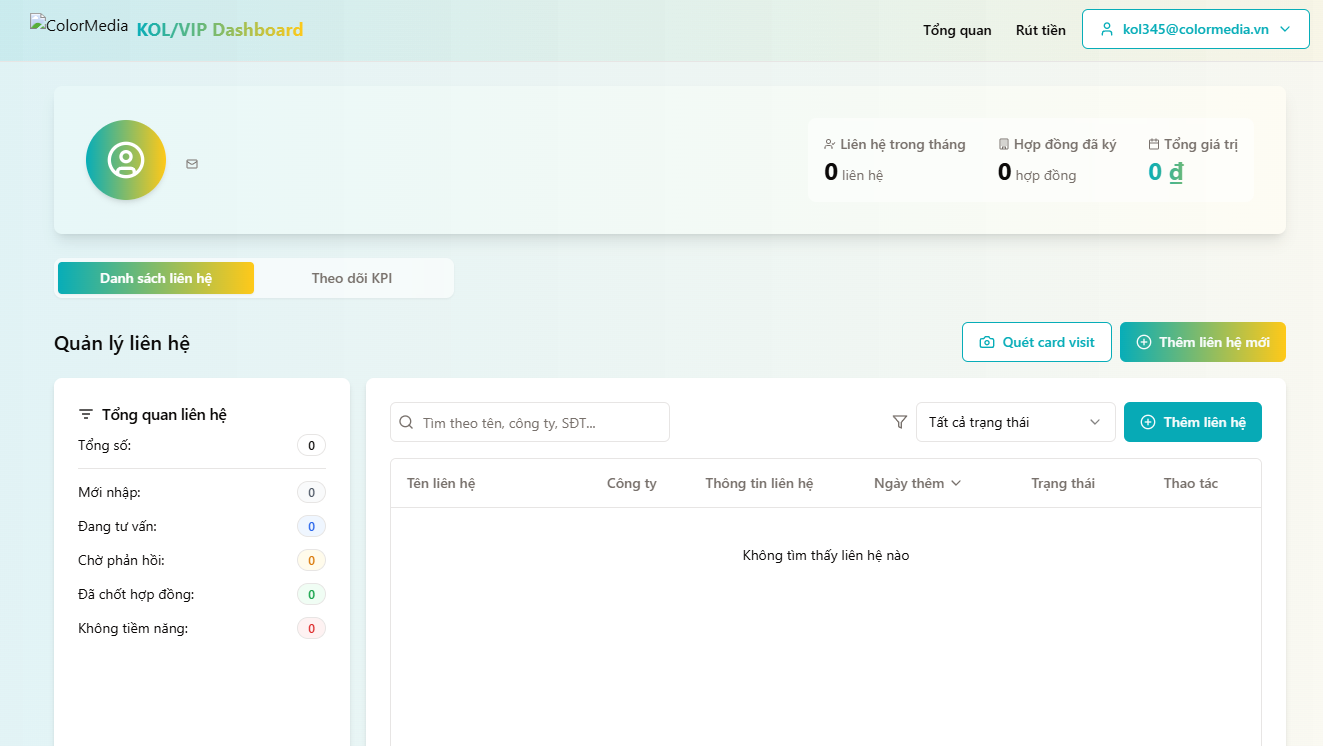 ColorMedia KOL/VIP Dashboard
Tổng quan
Rút tiền
kol345@colormedia.vn
Liên hệ trong tháng
0 liên hệ
Hợp đồng đã ký
0 hợp đồng
Tổng giá trị
0 ₫
Danh sách liên hệ
Theo dõi KPI
Quản lý liên hệ
Quét card visit
Thêm liên hệ mới
Tổng quan liên hệ
Tổng số: 0
Mới nhập: 0
Đang tư vấn: 0
Chờ phản hồi: 0
Đã chốt hợp đồng: 0
Không tiềm năng: 0
Tìm theo tên, công ty, SĐT...
Tất cả trạng thái
Thêm liên hệ
Tên liên hệ Công ty Thông tin liên hệ Ngày thêm Trạng thái Thao tác
Không tìm thấy liên hệ nào